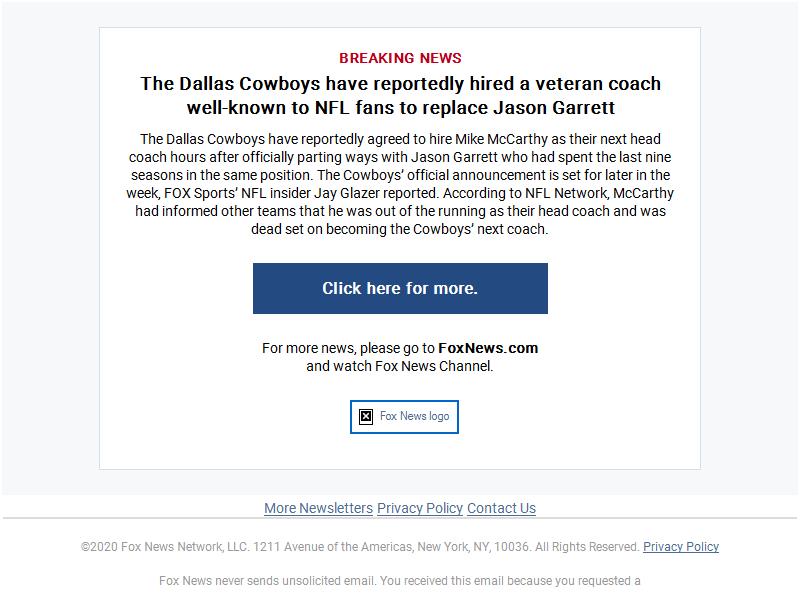 BREAKING NEWS
The Dallas Cowboys have reportedly hired a veteran coach
well-known to NFL fans to replace Jason Garrett
The Dallas Cowboys have reportedly agreed to hire Mike McCarthy as their next head
coach hours after officially parting ways with Jason Garrett who had spent the last nine
seasons in the same position. The Cowboys’ official announcement is set for later in the
week, FOX Sports’ NFL insider Jay Glazer reported. According to NFL Network, McCarthy
had informed other teams that he was out of the running as their head coach and was
dead set on becoming the Cowboys’ next coach.
Click here for more.
For more news, please go to FoxNews.com
and watch Fox News Channel.
Fox News logo
More Newsletters Privacy Policy Contact Us
©2020 Fox News Network, LLC. 1211 Avenue of the Americas, New York, NY, 10036. All Rights Reserved. Privacy Policy
Fox News never sends unsolicited email. You received this email because you requested a